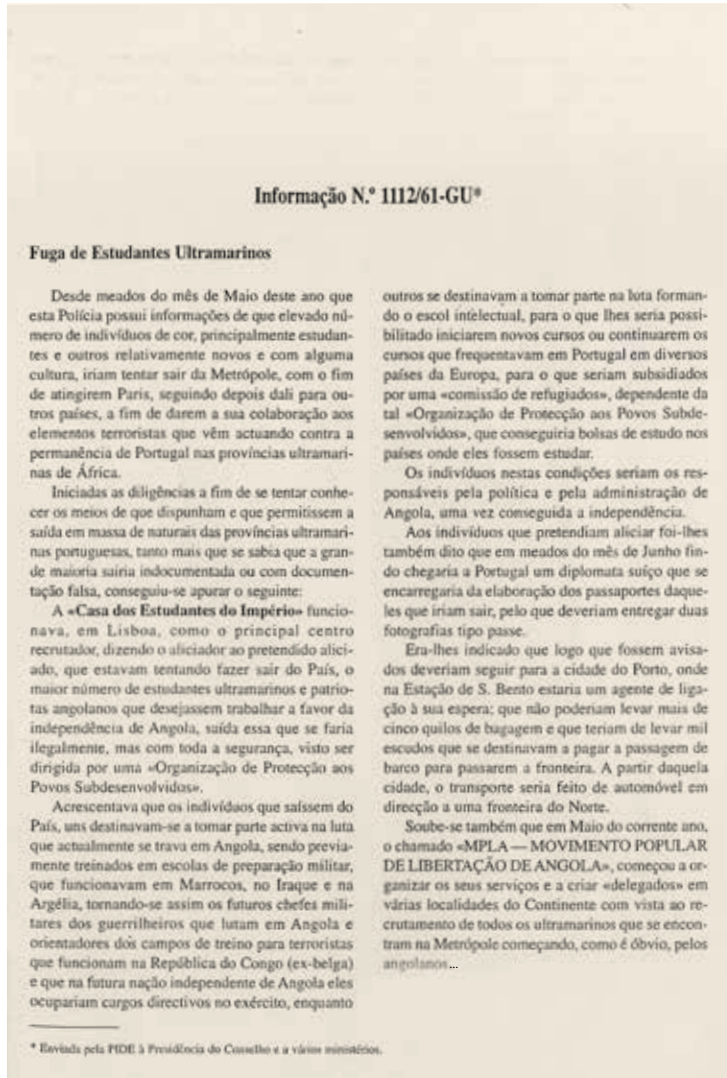 Informação N.º 1112/61-GU*
Fuga de Estudantes Ultramarinos
Desde meados do mês de Maio deste ano que
esta Polícia possui informações de que elevado nú-
mero de indivíduos de cor, principalmente estudan-
tes e outros relativamente novos e com alguma
cultura, iriam tentar sair da Metrópole, com o fim
de atingirem Paris, seguindo depois dali para ou-
tros países, a fim de darem a sua colaboração aos
elementos terroristas que vêm actuando contra a
permanência de Portugal nas províncias ultramari-
nas de África.
Iniciadas as diligências a fim de se tentar conhe-
cer os meios de que dispunham e que permitissem a
saída em massa de naturais das províncias ultramari-
nas portuguesas, tanto mais que se sabia que a gran-
de maioria sairia indocumentada ou com documen-
tação falsa, conseguiu-se apurar o seguinte:
A «Casa dos Estudantes do Império» funcio-
nava, em Lisboa, como o principal centro
recrutador, dizendo o aliciador ao pretendido alici-
ado, que estavam tentando fazer sair do País, o
maior número de estudantes ultramarinos e patrio-
tas angolanos que desejassem trabalhar a favor da
independência de Angola, saída essa que se faria
ilegalmente, mas com toda a segurança, visto ser
dirigida por uma «Organização de Protecção aos
Povos Subdesenvolvidos».
Acrescentava que os indivíduos que saíssem do
País, uns destinavam-se a tomar parte activa na luta
que actualmente se trava em Angola, sendo previa-
mente treinados em escolas de preparação militar,
que funcionavam em Marrocos, no Iraque e na
Argélia, tornando-se assim os futuros chefes mili-
tares dos guerrilheiros que lutam em Angola e
orientadores dois campos de treino para terroristas
que funcionam na República do Congo (ex-belga)
e que na futura nação independente de Angola eles
ocupariam cargos directivos no exército, enquanto
outros se destinavam a tomar parte na luta forman-
do o escol intelectual, para o que lhes seria possi-
bilitado iniciarem novos cursos ou continuarem os
cursos que frequentavam em Portugal em diversos
países da Europa, para o que seriam subsidiados
por uma «comissão de refugiados», dependente da
tal «Organização de Protecção aos Povos Subde-
senvolvidos», que conseguiria bolsas de estudo nos
países onde eles fossem estudar.
Os indivíduos nestas condições seriam os res-
ponsáveis pela política e pela administração de
Angola, uma vez conseguida a independência.
Aos indivíduos que pretendiam aliciar foi-lhes
também dito que em meados do mês de Junho fin-
do chegaria a Portugal um diplomata suíço que se
encarregaria da elaboração dos passaportes daque-
les que iriam sair, pelo que deveriam entregar duas
fotografias tipo passe.
Era-lhes indicado que logo que fossem avisa-
dos deveriam seguir para a cidade do Porto, onde
na Estação de S. Bento estaria um agente de liga-
ção à sua espera; que não poderiam levar mais de
cinco quilos de bagagem e que teriam de levar mil
escudos que se destinavam a pagar a passagem de
barco para passarem a fronteira. A partir daquela
cidade, o transporte seria feito de automóvel em
direcção a uma fronteira do Norte.
Soube-se também que em Maio do corrente ano,
o chamado «MPLA — MOVIMENTO POPULAR
DE LIBERTAÇÃO DE ANGOLA», começou a or-
ganizar os seus serviços e a criar «delegados» em
várias localidades do Continente com vista ao re-
crutamento de todos os ultramarinos que se encon-
tram na Metrópole começando, como é óbvio, pelos
angolanos...
* Enviada pela PIDE à Presidência do Conselho e a vários ministérios.